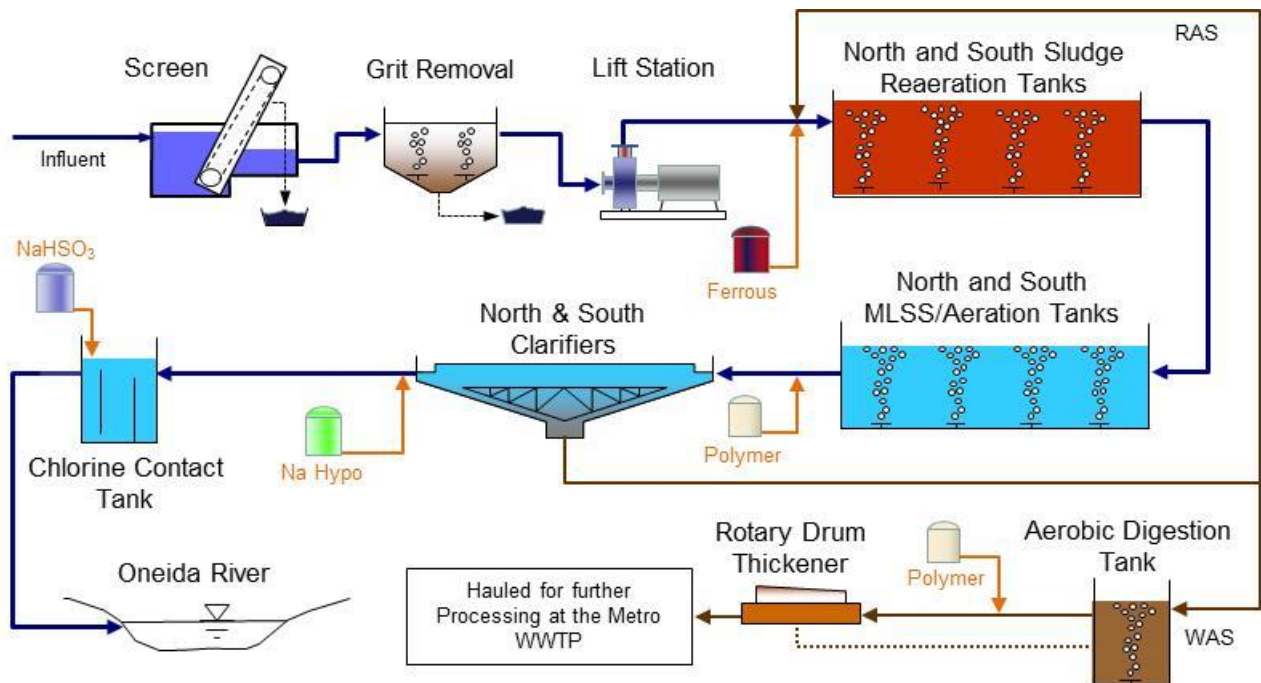 RAS
Screen
Grit Removal
Lift Station
North and South Sludge
Reaeration Tanks
Influent
NaHSO₃
Ferrous
North & South
Clarifiers
North and South
MLSS/Aeration Tanks
Chlorine Contact
Tank
Na Hypo
Polymer
Oneida River
Hauled for further
Processing at the Metro
WWTP
Rotary Drum
Thickener
Polymer
Aerobic Digestion
Tank
WAS